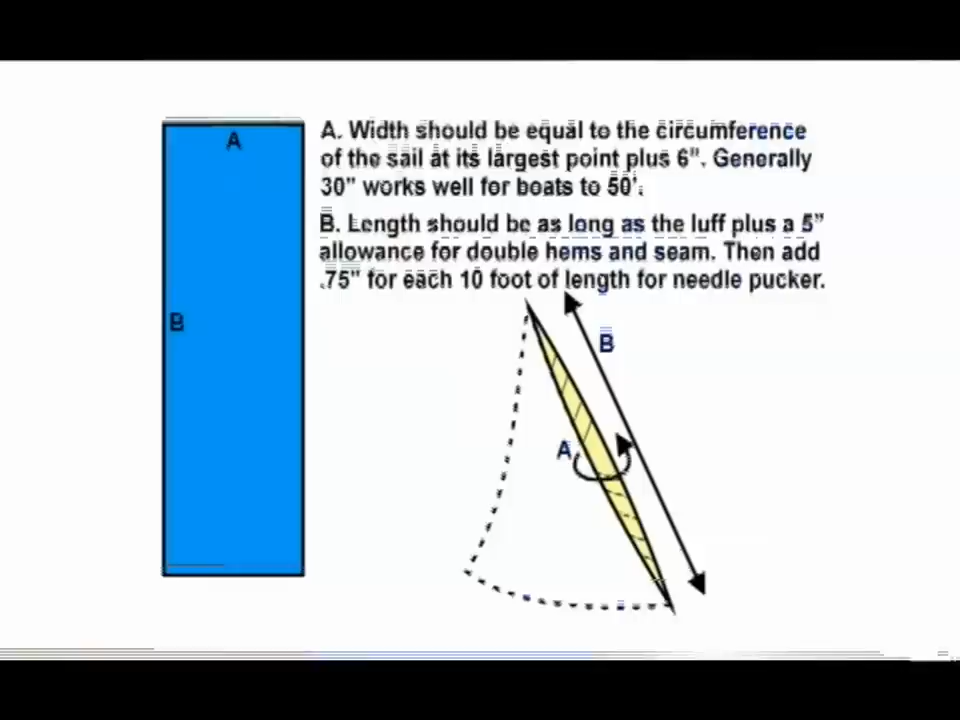 A
A. Width should be equal to the circumference
of the sail at its largest point plus 6". Generally
30" works well for boats to 50'.
B. Length should be as long as the luff plus a 5"
allowance for double hems and seam. Then add
.75" for each 10 foot of length for needle pucker.
B
B
A